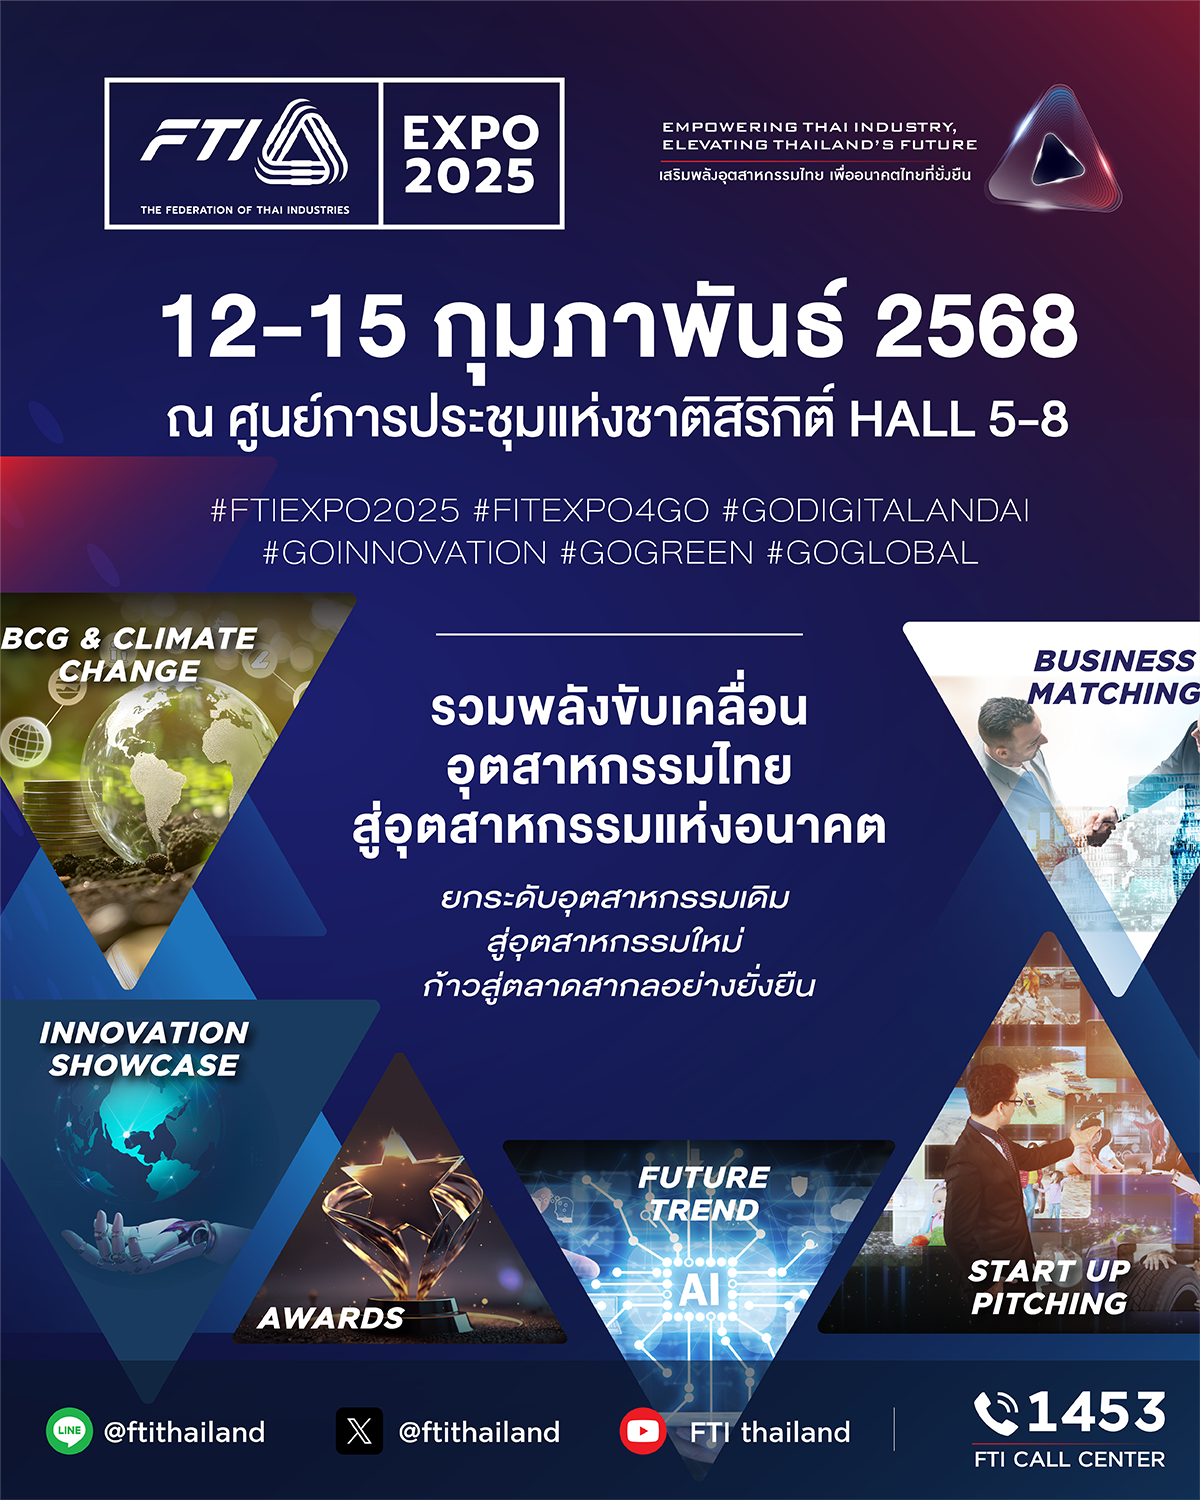 FTI
THE FEDERATION OF THAI INDUSTRIES
EXPO
2025
EMPOWERING THAI INDUSTRY,
ELEVATING THAILAND'S FUTURE
เสริมพลังอุตสาหกรรมไทย เพื่ออนาคตไทยที่ยั่งยืน
12-15 กุมภาพันธ์ 2568
ณ ศูนย์การประชุมแห่งชาติสิริกิติ์ HALL 5-8
#FTIEXPO2025 #FITEXPO4GO #GODIGITALANDAI
#GOINNOVATION #GOGREEN #GOGLOBAL
BCG & CLIMATE
CHANGE
BUSINESS
MATCHING
รวมพลังขับเคลื่อน
อุตสาหกรรมไทย
สู่อุตสาหกรรมแห่งอนาคต
ยกระดับอุตสาหกรรมเดิม
สู่อุตสาหกรรมใหม่
ก้าวสู่ตลาดสากลอย่างยั่งยืน
INNOVATION
SHOWCASE
AWARDS
FUTURE
TREND
AI
START UP
PITCHING
LINE @ftithailand
X @ftithailand
FTI thailand
1453
FTI CALL CENTER